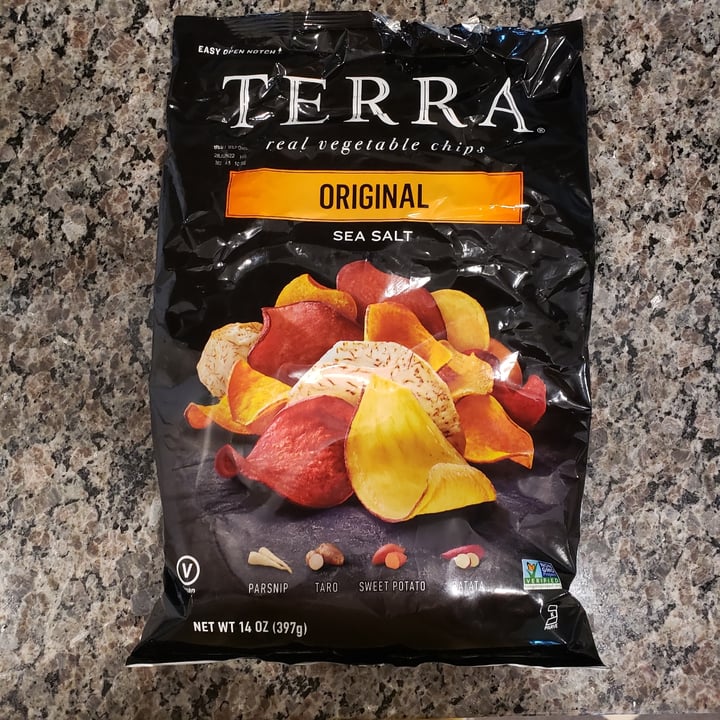 EASY OPEN NOTCH
TERRA®
real vegetable chips
ORIGINAL
SEA SALT
V
PARSNIP TARO SWEET POTATO BATATA
VERIFIED
NET WT 14 OZ (397g)